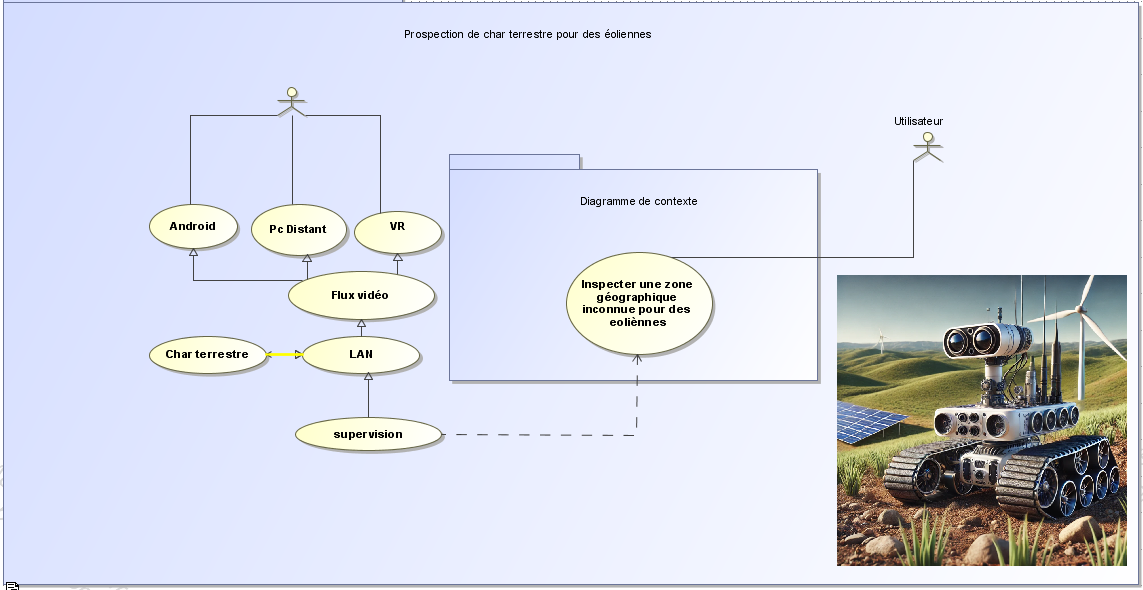 Prospection de char terrestre pour des éoliennes
Utilisateur
Diagramme de contexte
Android
Pc Distant
VR
Inspecter une zone
géographique
inconnue pour des
eoliènnes
Flux vidéo
Char terrestre
LAN
supervision